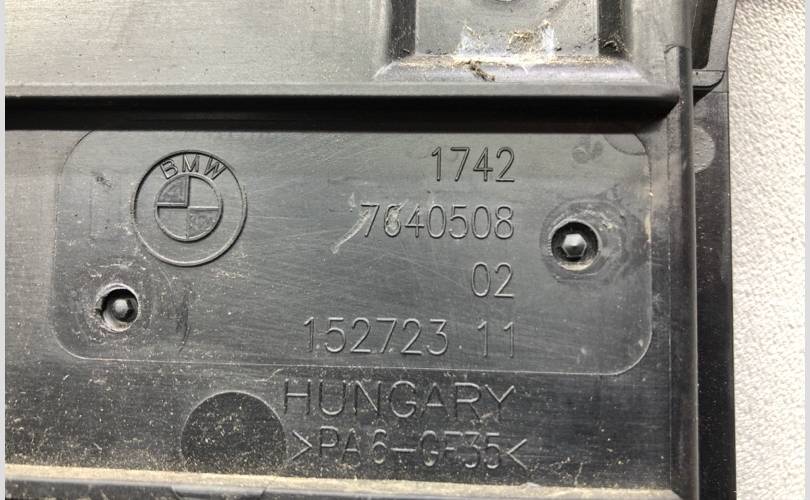 BMW
1742
7640508
02
152723 11
HUNGARY
>PA6-GF35<